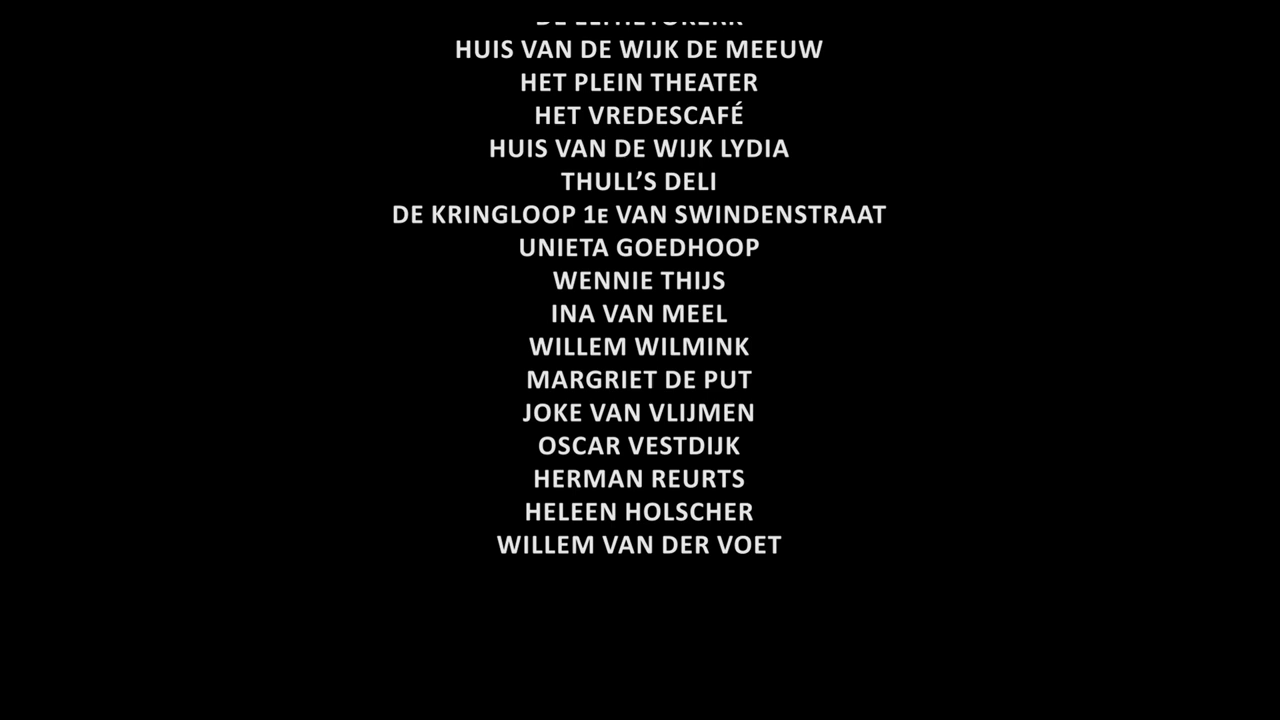 HUIS VAN DE WIJK DE MEEUW
HET PLEIN THEATER
HET VREDESCAFÉ
HUIS VAN DE WIJK LYDIA
THULL’S DELI
DE KRINGLOOP 1E VAN SWINDENSTRAAT
UNIETA GOEDHOOP
WENNIE THIJS
INA VAN MEEL
WILLEM WILMINK
MARGRIET DE PUT
JOKE VAN VLIJMEN
OSCAR VESTDIJK
HERMAN REURTS
HELEEN HOLSCHER
WILLEM VAN DER VOET